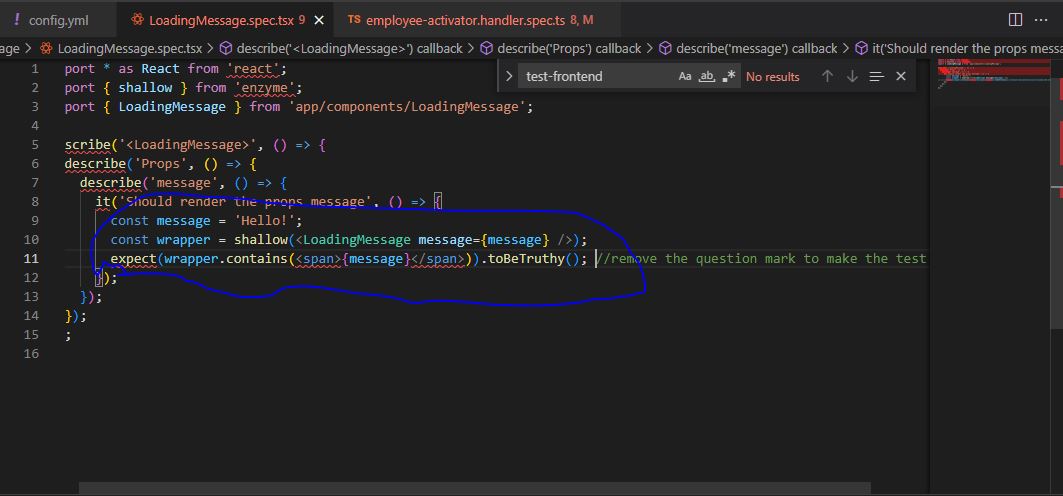 ! config.yml LoadingMessage.spec.tsx 9 × TS employee-activator.handler.spec.ts 8, M ···
age > LoadingMessage.spec.tsx > describe('<LoadingMessage>') callback > describe('Props') callback > describe('message') callback > it('Should render the props messa
> test-frontend Aa ab .* No results
1 port * as React from 'react';
2 port { shallow } from 'enzyme';
3 port { LoadingMessage } from 'app/components/LoadingMessage';
4
5 scribe('<LoadingMessage>', () => {
6 describe('Props', () => {
7 describe('message', () => {
8 it('Should render the props message', () => {
9 const message = 'Hello!';
10 const wrapper = shallow(<LoadingMessage message={message} />);
11 expect(wrapper.contains(<span>{message}</span>)).toBeTruthy(); //remove the question mark to make the test
12 });
13 });
14 });
15 ;
16